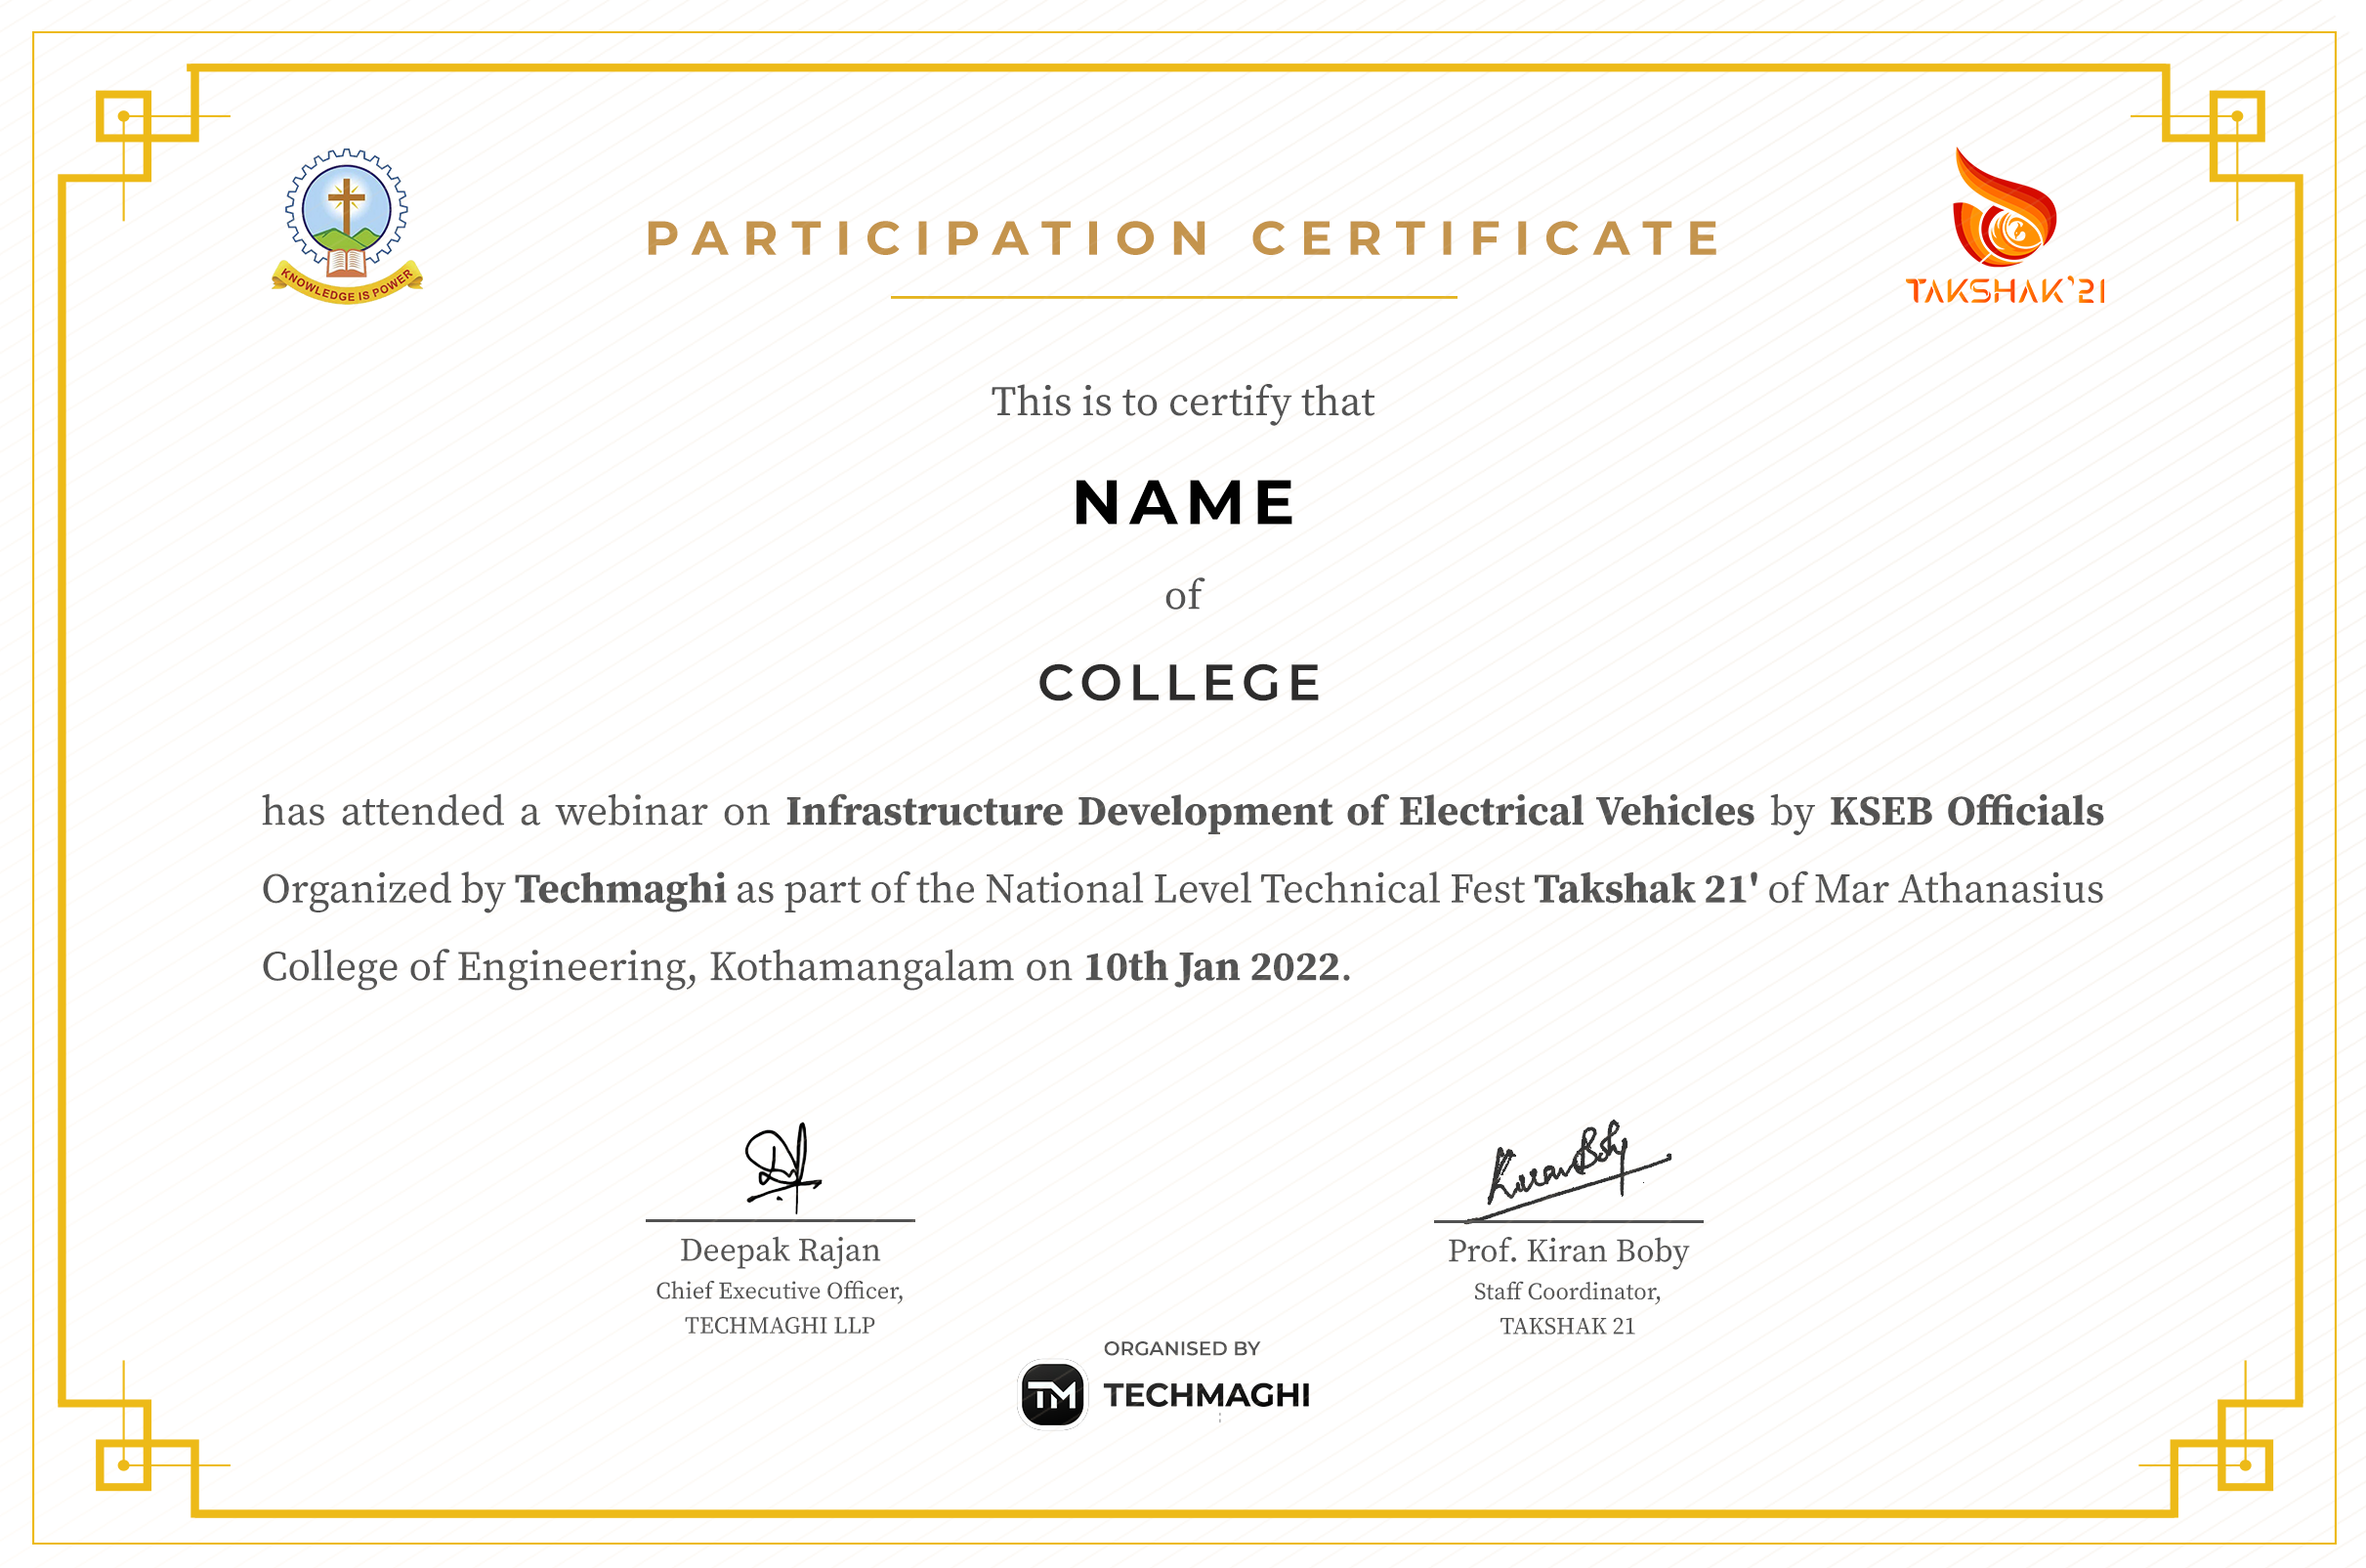 KNOWLEDGE IS POWER
PARTICIPATION CERTIFICATE
TAKSHAK'21
This is to certify that
NAME
of
COLLEGE
has attended a webinar on Infrastructure Development of Electrical Vehicles by KSEB Officials
Organized by Techmaghi as part of the National Level Technical Fest Takshak 21' of Mar Athanasius
College of Engineering, Kothamangalam on 10th Jan 2022.
Kiran Boby
Deepak Rajan
Chief Executive Officer,
TECHMAGHI LLP
Prof. Kiran Boby
Staff Coordinator,
TAKSHAK 21
ORGANISED BY
TM TECHMAGHI